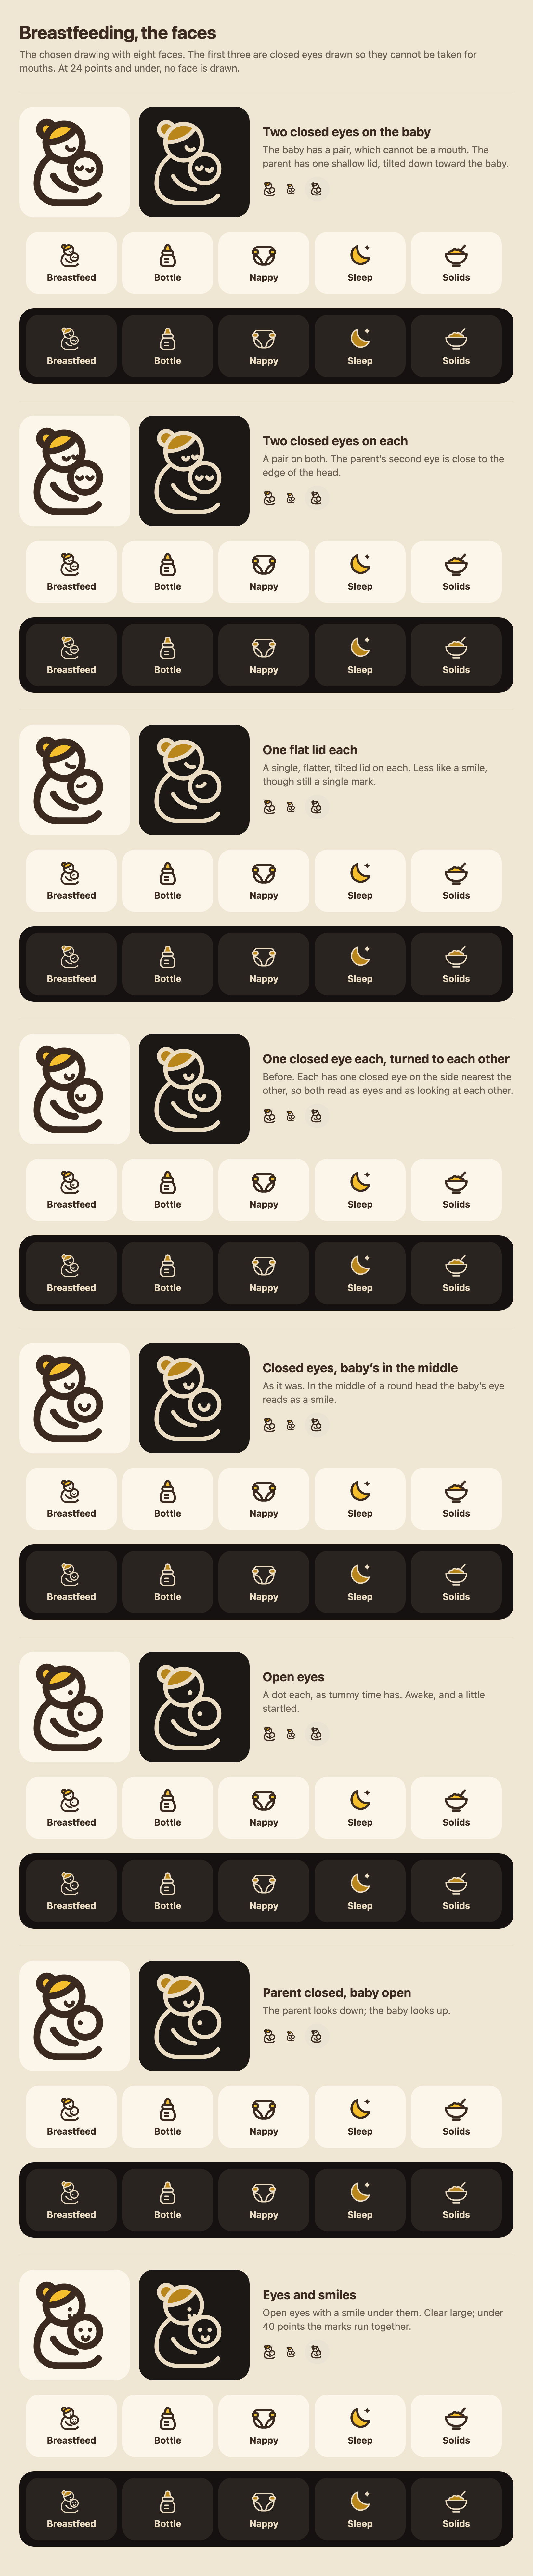 Breastfeeding, the faces
The chosen drawing with eight faces. The first three are closed eyes drawn so they cannot be taken for
mouths. At 24 points and under, no face is drawn.
Two closed eyes on the baby
The baby has a pair, which cannot be a mouth. The
parent has one shallow lid, tilted down toward the baby.
Breastfeed Bottle Nappy Sleep Solids
Breastfeed Bottle Nappy Sleep Solids
Two closed eyes on each
A pair on both. The parent's second eye is close to the
edge of the head.
Breastfeed Bottle Nappy Sleep Solids
Breastfeed Bottle Nappy Sleep Solids
One flat lid each
A single, flatter, tilted lid on each. Less like a smile,
though still a single mark.
Breastfeed Bottle Nappy Sleep Solids
Breastfeed Bottle Nappy Sleep Solids
One closed eye each, turned to each other
Before. Each has one closed eye on the side nearest the
other, so both read as eyes and as looking at each other.
Breastfeed Bottle Nappy Sleep Solids
Breastfeed Bottle Nappy Sleep Solids
Closed eyes, baby's in the middle
As it was. In the middle of a round head the baby's eye
reads as a smile.
Breastfeed Bottle Nappy Sleep Solids
Breastfeed Bottle Nappy Sleep Solids
Open eyes
A dot each, as tummy time has. Awake, and a little
startled.
Breastfeed Bottle Nappy Sleep Solids
Breastfeed Bottle Nappy Sleep Solids
Parent closed, baby open
The parent looks down; the baby looks up.
Breastfeed Bottle Nappy Sleep Solids
Breastfeed Bottle Nappy Sleep Solids
Eyes and smiles
Open eyes with a smile under them. Clear large; under
40 points the marks run together.
Breastfeed Bottle Nappy Sleep Solids
Breastfeed Bottle Nappy Sleep Solids